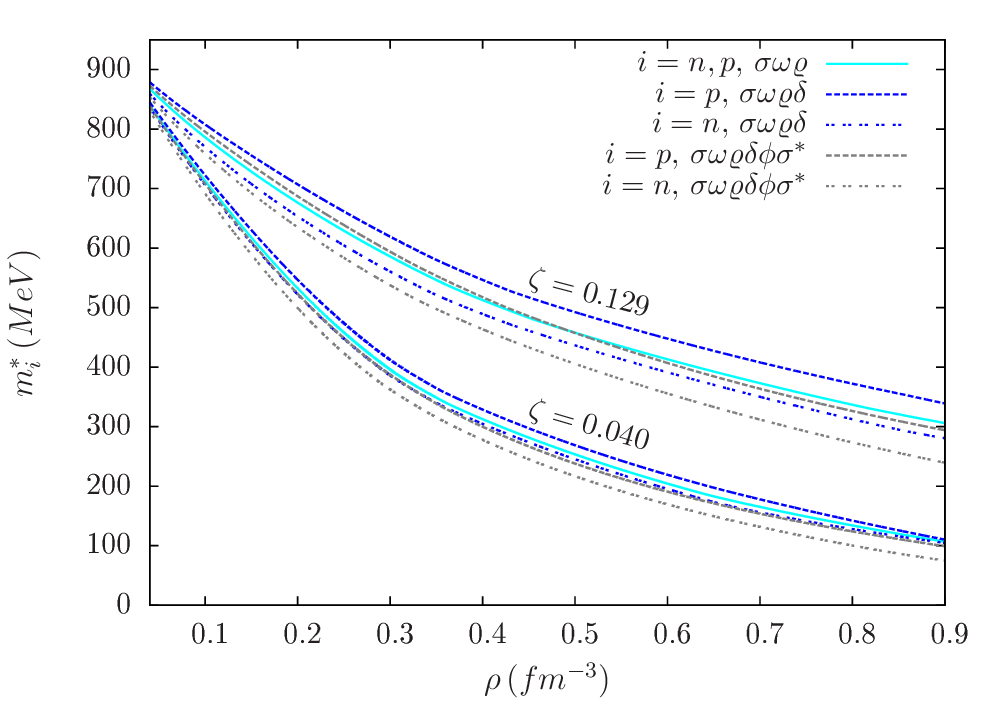 900
800
700
600
500
400
300
200
100
0
0.1 0.2 0.3 0.4 0.5 0.6 0.7 0.8 0.9
m*i (MeV)
ρ (fm−3)
i = n, p, σωϱ
i = p, σωϱδ
i = n, σωϱδ
i = p, σωϱδϕσ*
i = n, σωϱδϕσ*
ζ = 0.129
ζ = 0.040